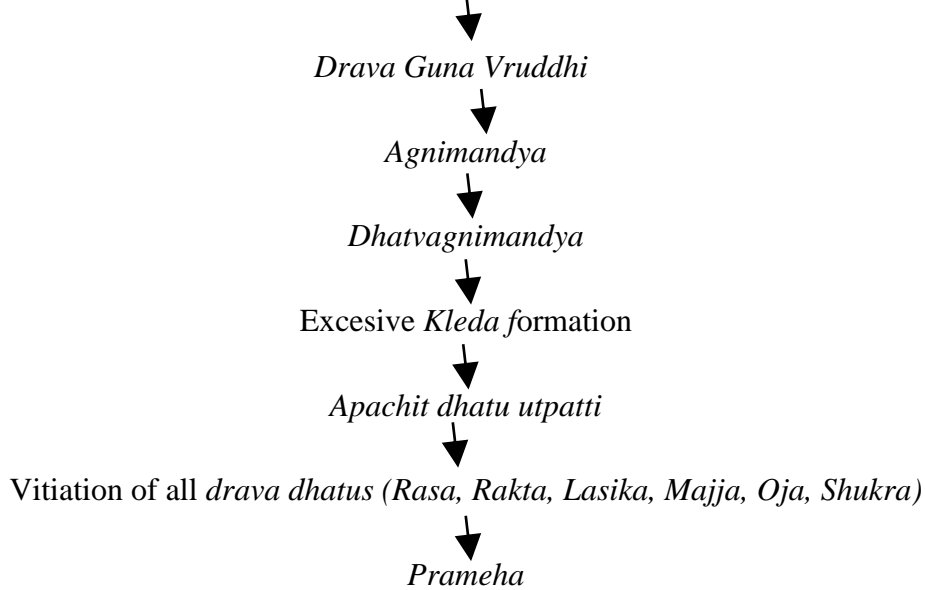 Drava Guna Vruddhi
Agnimandya
Dhatvagnimandya
Excesive Kleda formation
Apachit dhatu utpatti
Vitiation of all drava dhatus (Rasa, Rakta, Lasika, Majja, Oja, Shukra)
Prameha